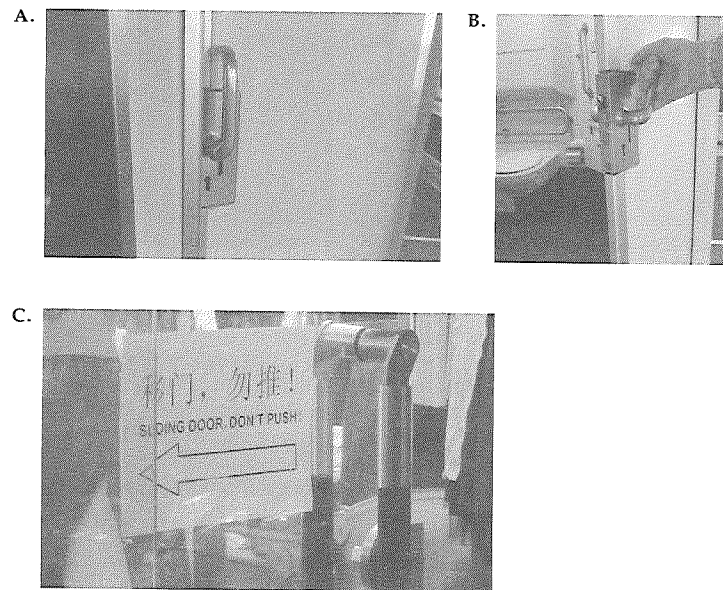 A.
B.
C.
移门，勿推！
SLIDING DOOR, DON'T PUSH